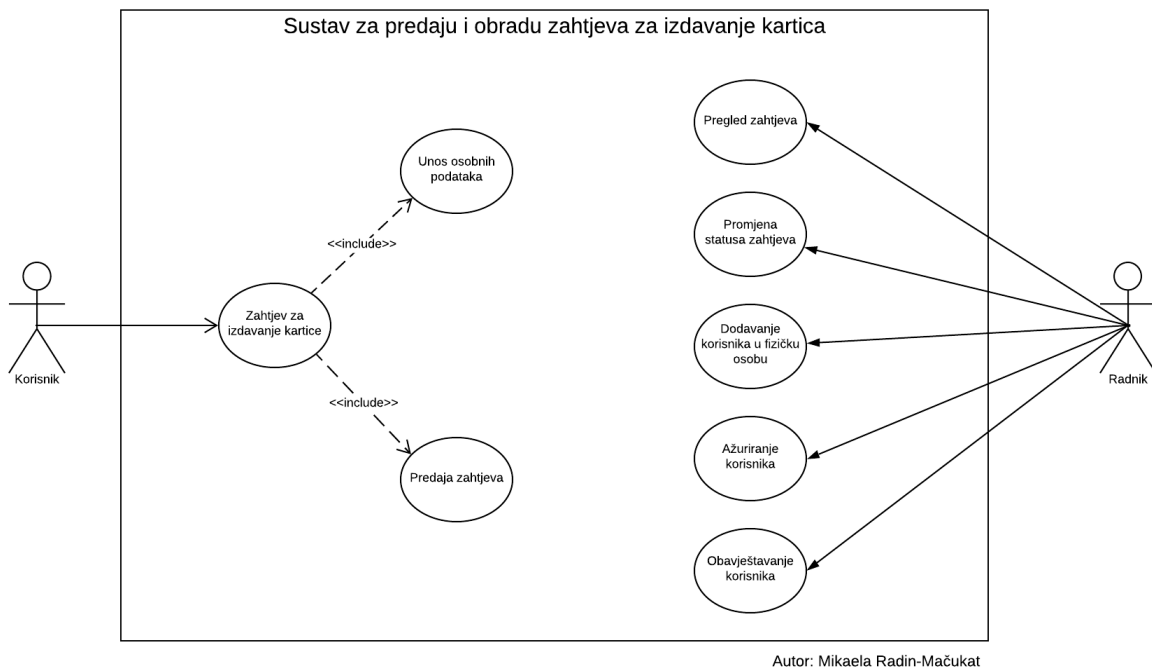 Sustav za predaju i obradu zahtjeva za izdavanje kartica
Pregled zahtjeva
Unos osobnih
podataka
Promjena
statusa zahtjeva
<<include>>
Zahtjev za
izdavanje kartice
Dodavanje
korisnika u fizičku
osobu
Korisnik
Radnik
<<include>>
Ažuriranje
korisnika
Predaja zahtjeva
Obavještavanje
korisnika
Autor: Mikaela Radin-Mačukat